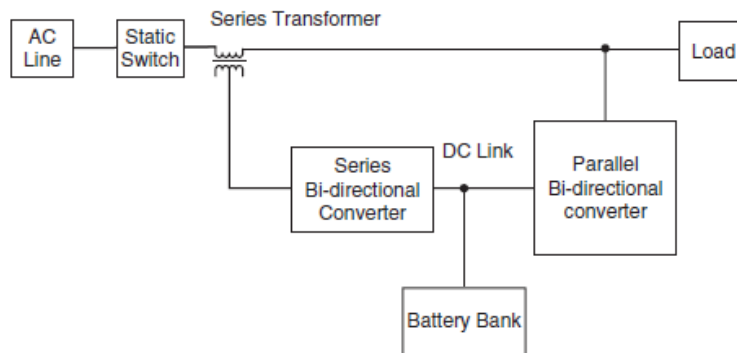 Series Transformer
AC
Line
Static
Switch
Load
Series
Bi-directional
Converter
DC Link
Parallel
Bi-directional
converter
Battery Bank